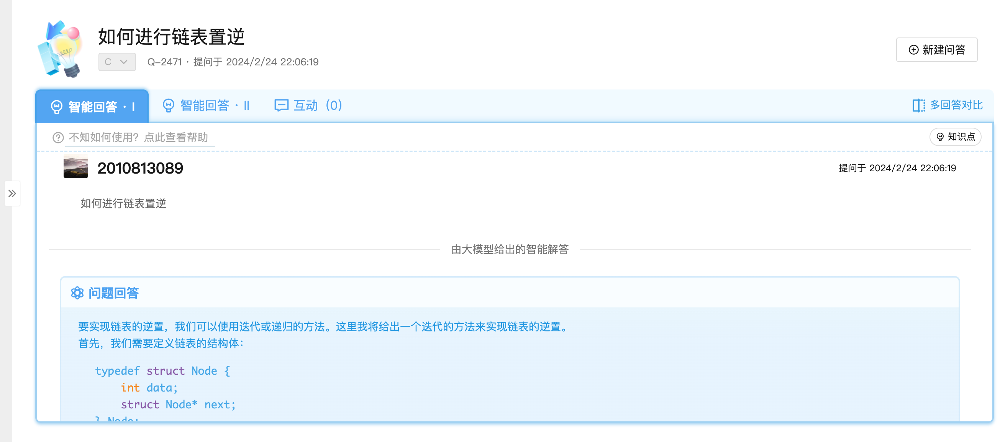 如何进行链表置逆
C
Q-2471 · 提问于 2024/2/24 22:06:19
新建问答
智能回答 · I
智能回答 · II
互动 (0)
多回答对比
不知如何使用？点此查看帮助
知识点
2010813089
提问于 2024/2/24 22:06:19
如何进行链表置逆
由大模型给出的智能解答
问题回答
要实现链表的逆置，我们可以使用迭代或递归的方法。这里我将给出一个迭代的方法来实现链表的逆置。
首先，我们需要定义链表的结构体：
typedef struct Node {
int data;
struct Node* next;
} Node;